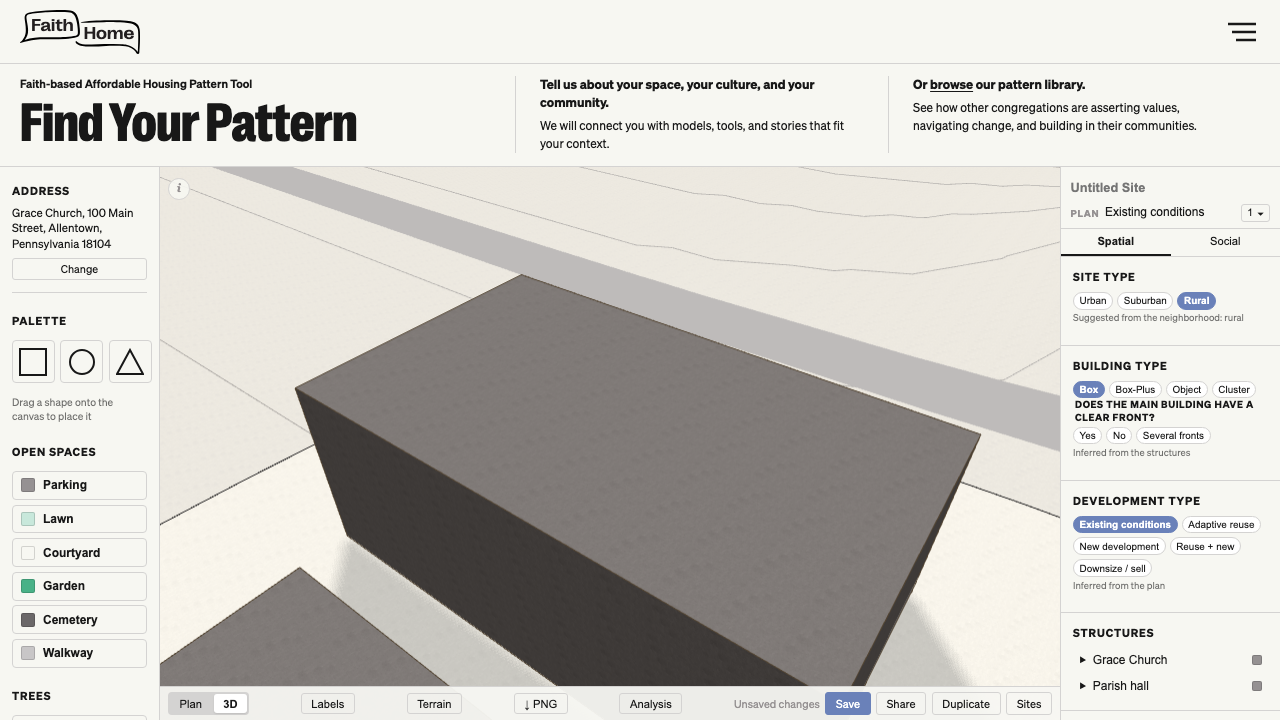 Faith
Home
Faith-based Affordable Housing Pattern Tool
Find Your Pattern
Tell us about your space, your culture, and your
community.
We will connect you with models, tools, and stories that fit
your context.
Or browse our pattern library.
See how other congregations are asserting values,
navigating change, and building in their communities.
ADDRESS
Grace Church, 100 Main
Street, Allentown,
Pennsylvania 18104
Change
PALETTE
Drag a shape onto the
canvas to place it
OPEN SPACES
Parking
Lawn
Courtyard
Garden
Cemetery
Walkway
TREES
i
Plan 3D
Labels
Terrain
↓ PNG
Analysis
Unsaved changes
Save
Share
Duplicate
Sites
Untitled Site
PLAN Existing conditions 1
Spatial Social
SITE TYPE
Urban Suburban Rural
Suggested from the neighborhood: rural
BUILDING TYPE
Box Box-Plus Object Cluster
DOES THE MAIN BUILDING HAVE A
CLEAR FRONT?
Yes No Several fronts
Inferred from the structures
DEVELOPMENT TYPE
Existing conditions Adaptive reuse
New development Reuse + new
Downsize / sell
Inferred from the plan
STRUCTURES
Grace Church
Parish hall